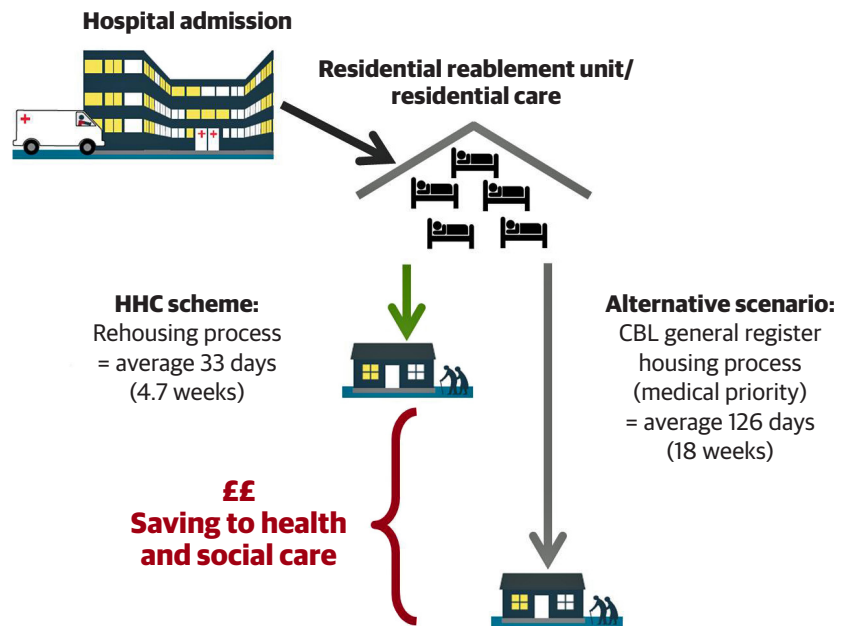 Hospital admission
Residential reablement unit/
residential care
HHC scheme:
Rehousing process
= average 33 days
(4.7 weeks)
Alternative scenario:
CBL general register
housing process
(medical priority)
= average 126 days
(18 weeks)
££
Saving to health
and social care